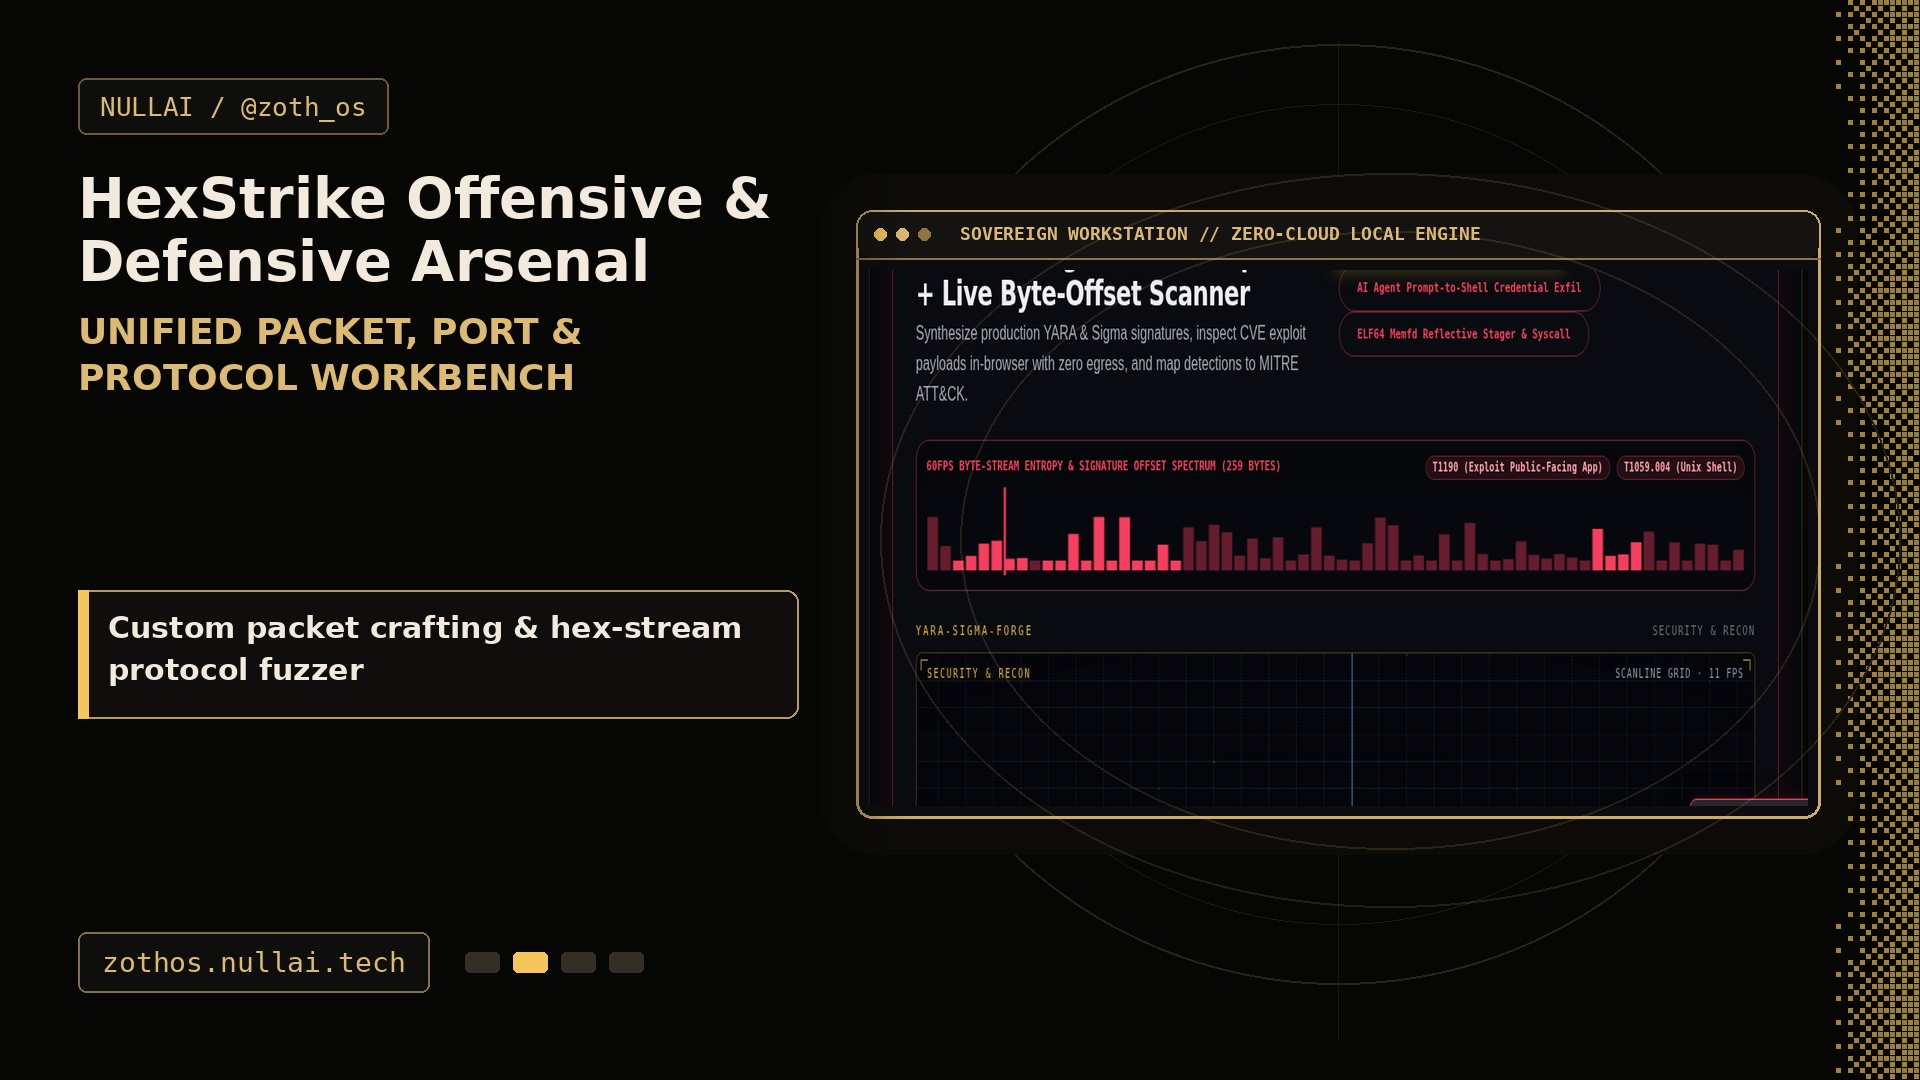 NULLAI / @zoth_os
HexStrike Offensive &
Defensive Arsenal
UNIFIED PACKET, PORT &
PROTOCOL WORKBENCH
Custom packet crafting & hex-stream
protocol fuzzer
zothos.nullai.tech
SOVEREIGN WORKSTATION // ZERO-CLOUD LOCAL ENGINE
+ Live Byte-Offset Scanner
Synthesize production YARA & Sigma signatures, inspect CVE exploit
payloads in-browser with zero egress, and map detections to MITRE
ATT&CK.
AI Agent Prompt-to-Shell Credential Exfil
ELF64 Memfd Reflective Stager & Syscall
60FPS BYTE-STREAM ENTROPY & SIGNATURE OFFSET SPECTRUM (259 BYTES)
T1190 (Exploit Public-Facing App)
T1059.004 (Unix Shell)
YARA-SIGMA-FORGE
SECURITY & RECON
SECURITY & RECON
SCANLINE GRID · 11 FPS